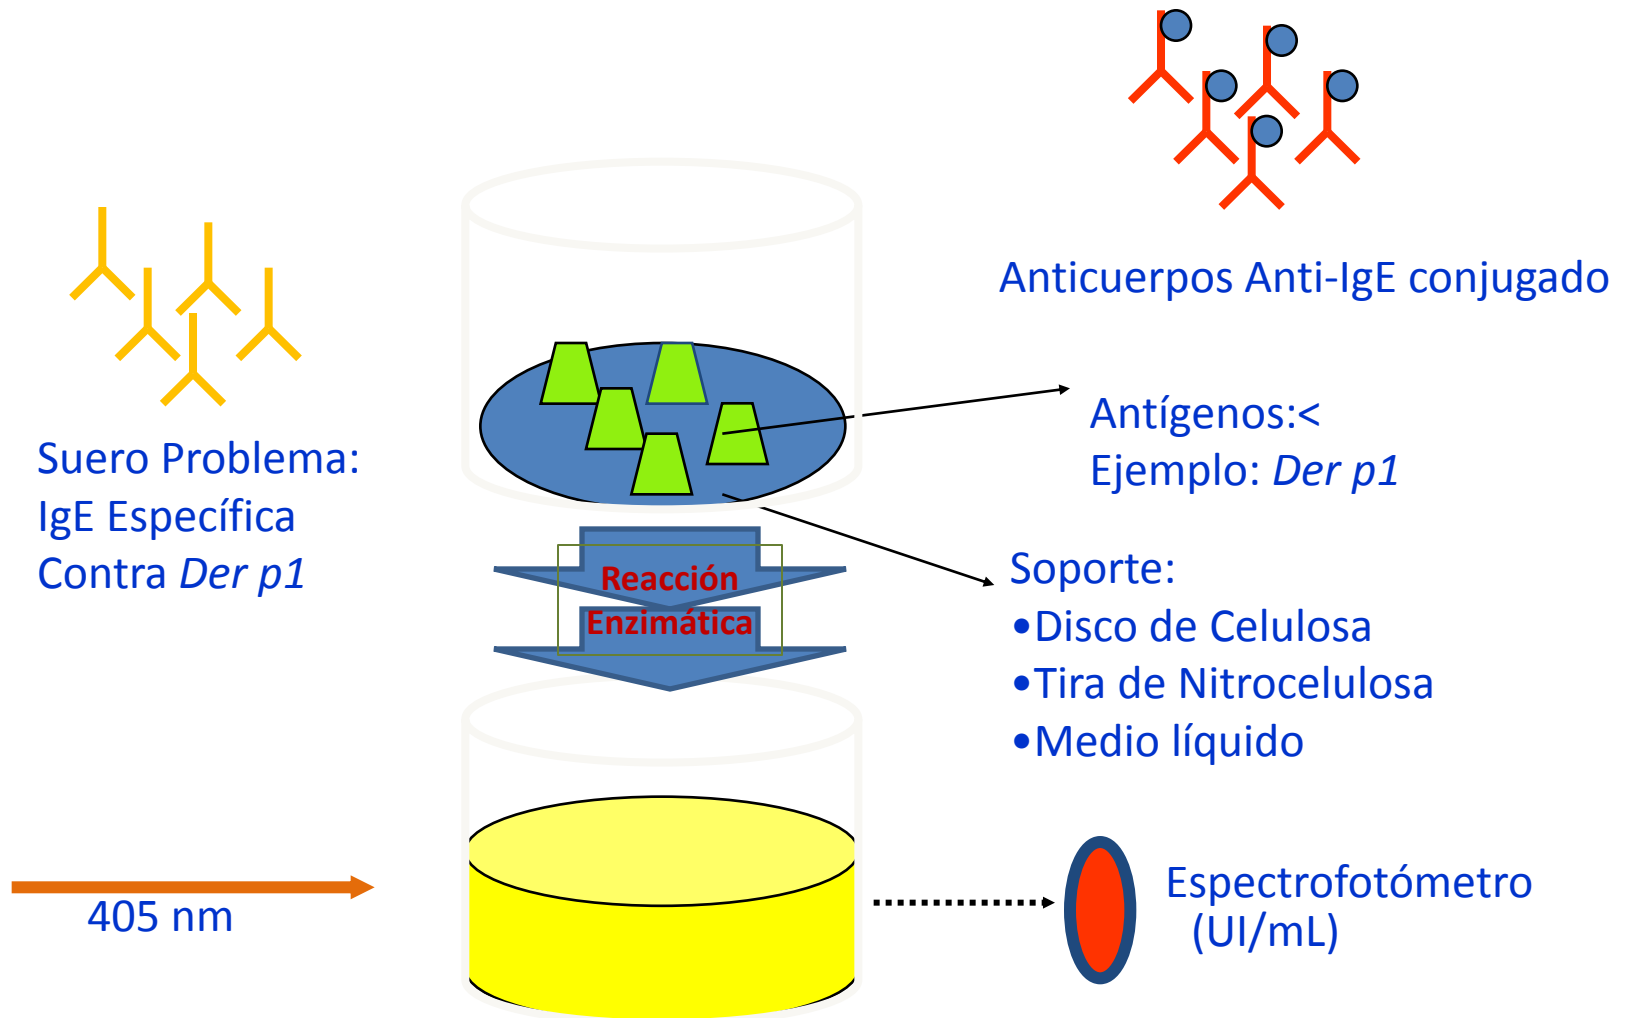 Anticuerpos Anti-IgE conjugado
Suero Problema:
IgE Específica
Contra Der p1
Antígenos:<
Ejemplo: Der p1
Soporte:
•Disco de Celulosa
•Tira de Nitrocelulosa
•Medio líquido
Reacción
Enzimática
405 nm
Espectrofotómetro
(UI/mL)